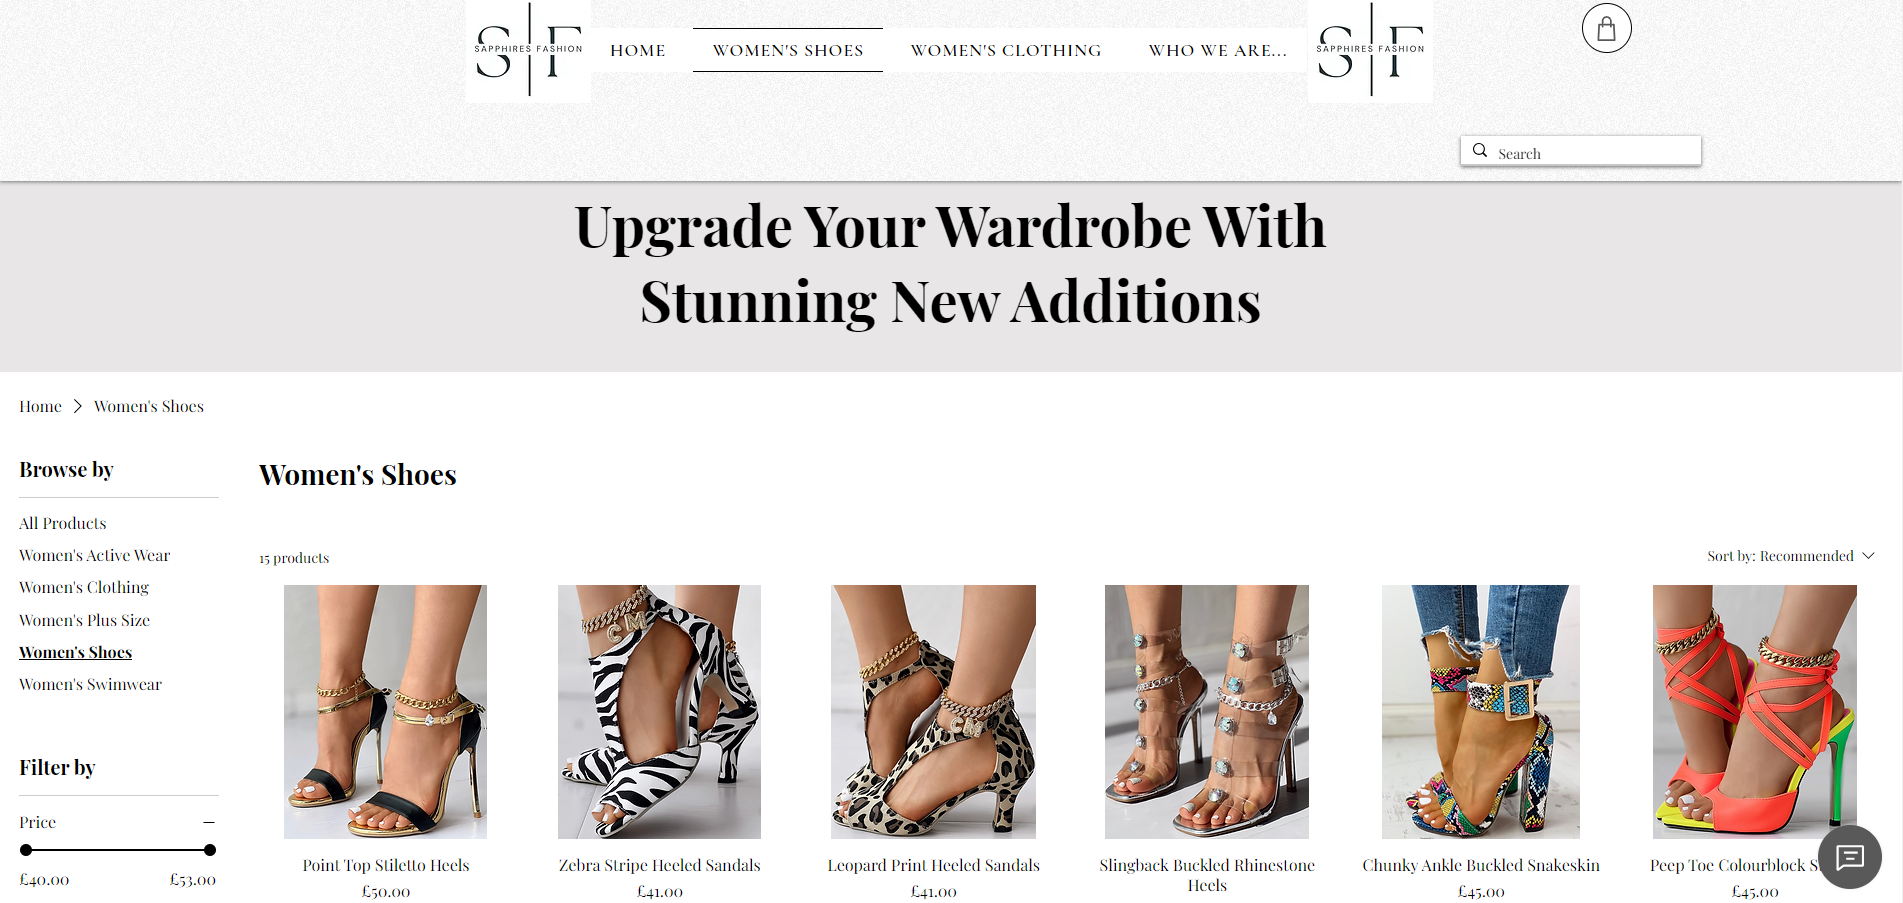 S F
SAPPHIRES FASHION
HOME
WOMEN'S SHOES
WOMEN'S CLOTHING
WHO WE ARE...
S F
SAPPHIRES FASHION
Search
Upgrade Your Wardrobe With
Stunning New Additions
Home
Women's Shoes
Browse by
All Products
Women's Active Wear
Women's Clothing
Women's Plus Size
Women's Shoes
Women's Swimwear
Filter by
Price
£40.00
£53.00
Women's Shoes
15 products
Sort by: Recommended
CM
CM
Point Top Stiletto Heels
£50.00
Zebra Stripe Heeled Sandals
£41.00
Leopard Print Heeled Sandals
£41.00
Slingback Buckled Rhinestone
Heels
Chunky Ankle Buckled Snakeskin
£45.00
Peep Toe Colourblock
£45.00